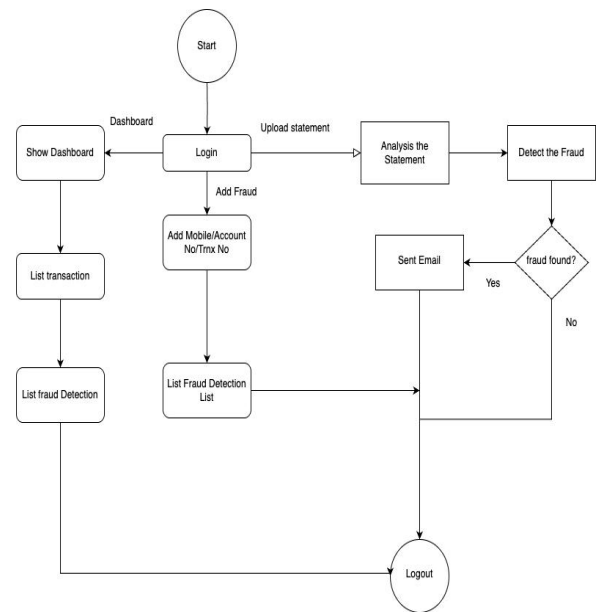 Start
Dashboard
Upload statement
Show Dashboard
Login
Analysis the
Statement
Detect the Fraud
Add Fraud
Add Mobile/Account
No/Trnx No
Sent Email
fraud found?
Yes
List transaction
No
List fraud Detection
List Fraud Detection
List
Logout